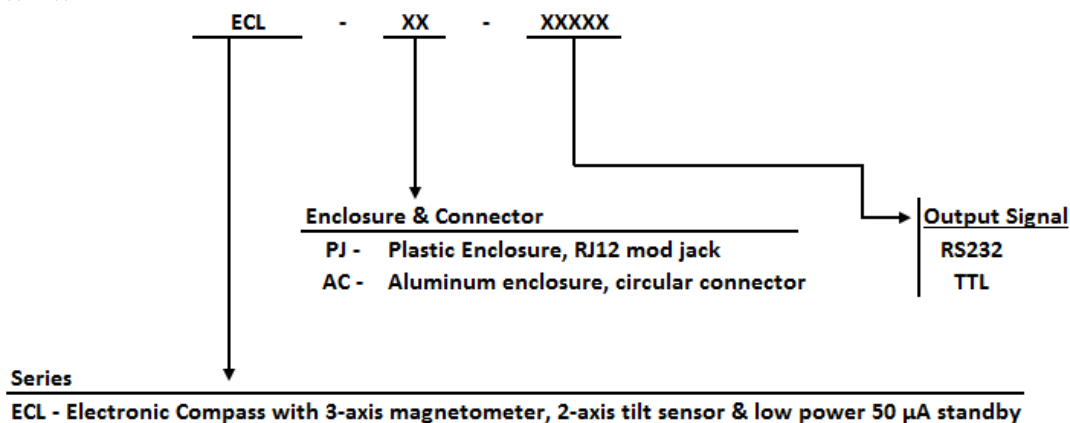 ECL - XX - XXXXX
Enclosure & Connector
PJ - Plastic Enclosure, RJ12 mod jack
AC - Aluminum enclosure, circular connector
Output Signal
RS232
TTL
Series
ECL - Electronic Compass with 3-axis magnetometer, 2-axis tilt sensor & low power 50 µA standby